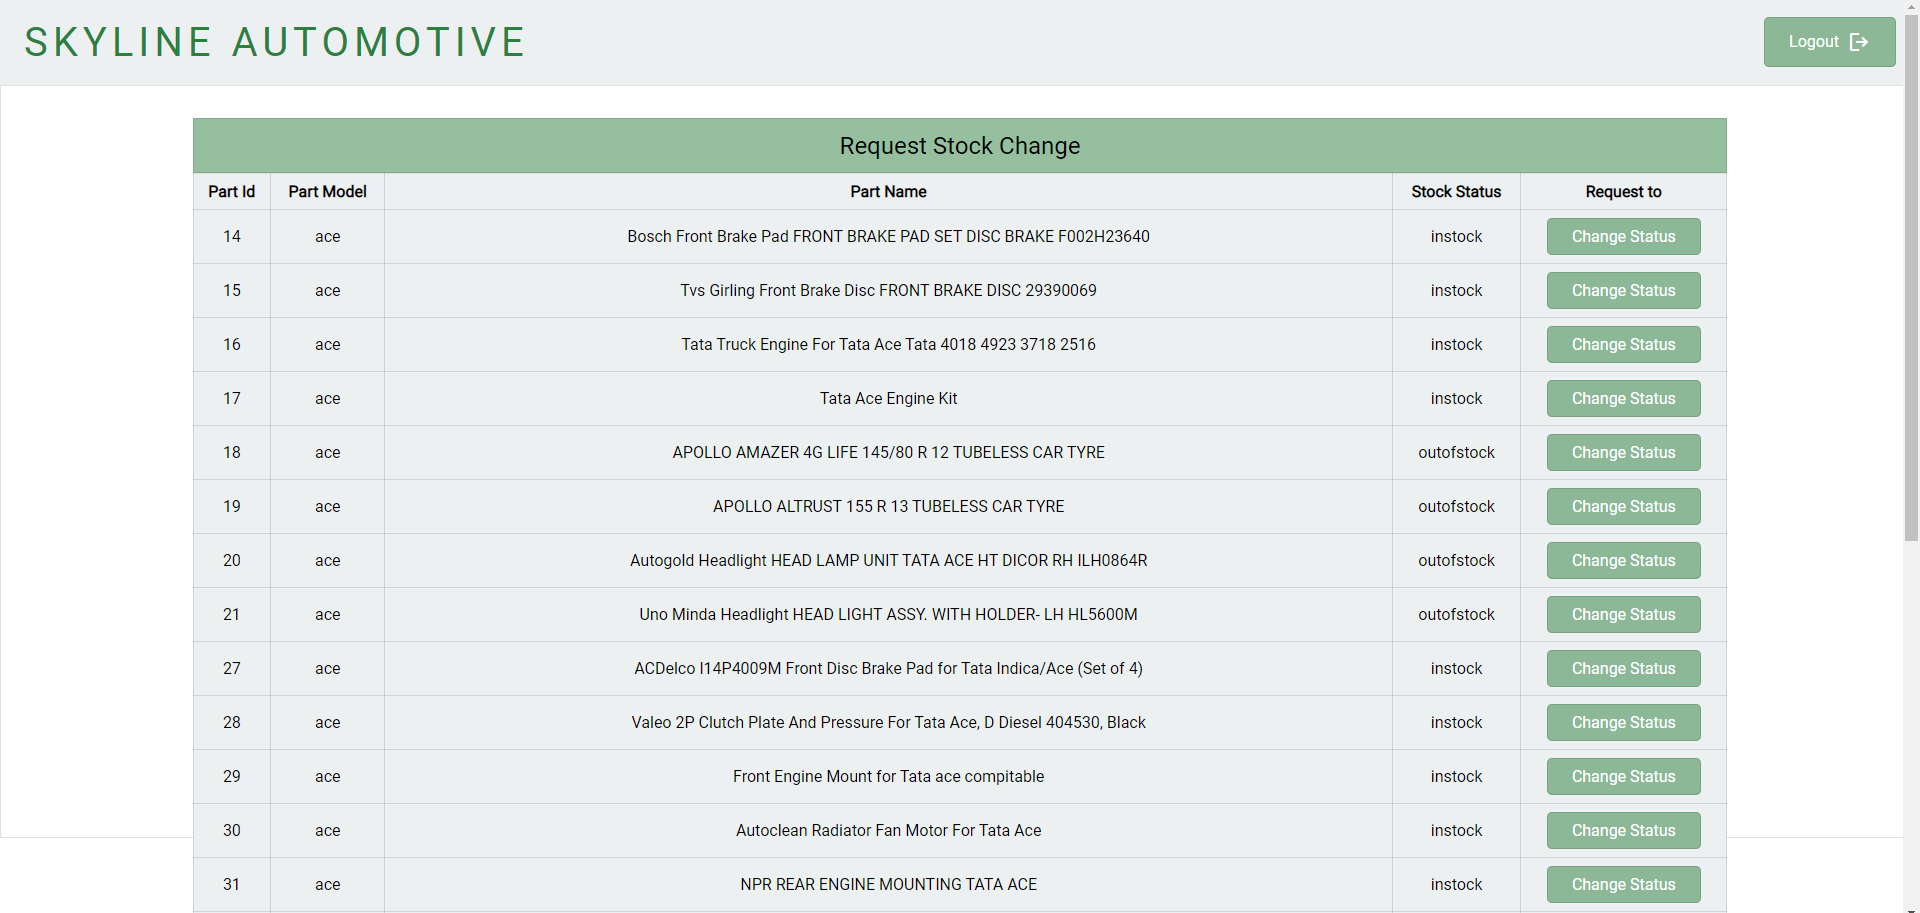 SKYLINE AUTOMOTIVE
Logout
Request Stock Change
Part Id Part Model Part Name Stock Status Request to
14 ace Bosch Front Brake Pad FRONT BRAKE PAD SET DISC BRAKE F002H23640 instock Change Status
15 ace Tvs Girling Front Brake Disc FRONT BRAKE DISC 29390069 instock Change Status
16 ace Tata Truck Engine For Tata Ace Tata 4018 4923 3718 2516 instock Change Status
17 ace Tata Ace Engine Kit instock Change Status
18 ace APOLLO AMAZER 4G LIFE 145/80 R 12 TUBELESS CAR TYRE outofstock Change Status
19 ace APOLLO ALTRUST 155 R 13 TUBELESS CAR TYRE outofstock Change Status
20 ace Autogold Headlight HEAD LAMP UNIT TATA ACE HT DICOR RH ILH0864R outofstock Change Status
21 ace Uno Minda Headlight HEAD LIGHT ASSY. WITH HOLDER- LH HL5600M outofstock Change Status
27 ace ACDelco I14P4009M Front Disc Brake Pad for Tata Indica/Ace (Set of 4) instock Change Status
28 ace Valeo 2P Clutch Plate And Pressure For Tata Ace, D Diesel 404530, Black instock Change Status
29 ace Front Engine Mount for Tata ace compitable instock Change Status
30 ace Autoclean Radiator Fan Motor For Tata Ace instock Change Status
31 ace NPR REAR ENGINE MOUNTING TATA ACE instock Change Status